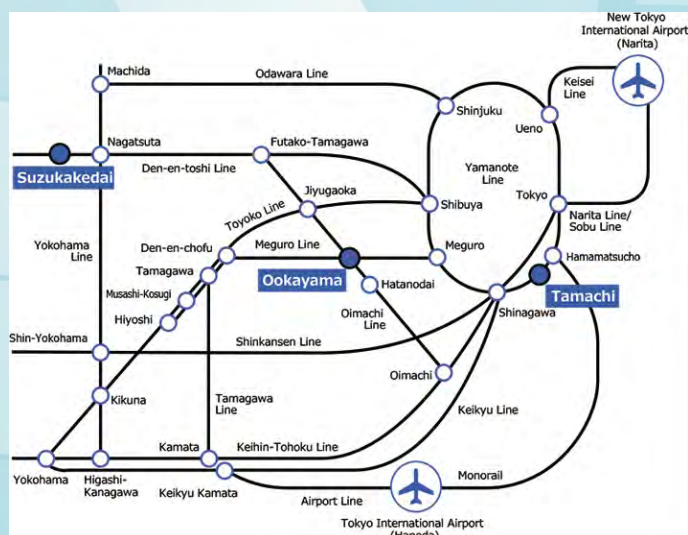 New Tokyo
International Airport
(Narita)
Machida
Odawara Line
Keisei
Line
Shinjuku
Ueno
Nagatsuta
Futako-Tamagawa
Suzukakedai
Den-en-toshi Line
Yamanote
Line
Jiyugaoka
Toyoko Line
Shibuya
Tokyo
Narita Line/
Sobu Line
Yokohama
Line
Den-en-chofu
Meguro Line
Meguro
Hamamatsucho
Tamagawa
Ookayama
Hatanodai
Tamachi
Musashi-Kosugi
Oimachi
Line
Hiyoshi
Shinagawa
Shin-Yokohama
Shinkansen Line
Oimachi
Kikuna
Tamagawa
Line
Keikyu Line
Kamata
Keihin-Tohoku Line
Yokohama
Higashi-
Kanagawa
Keikyu Kamata
Airport Line
Monorail
Tokyo International Airport
(Haneda)